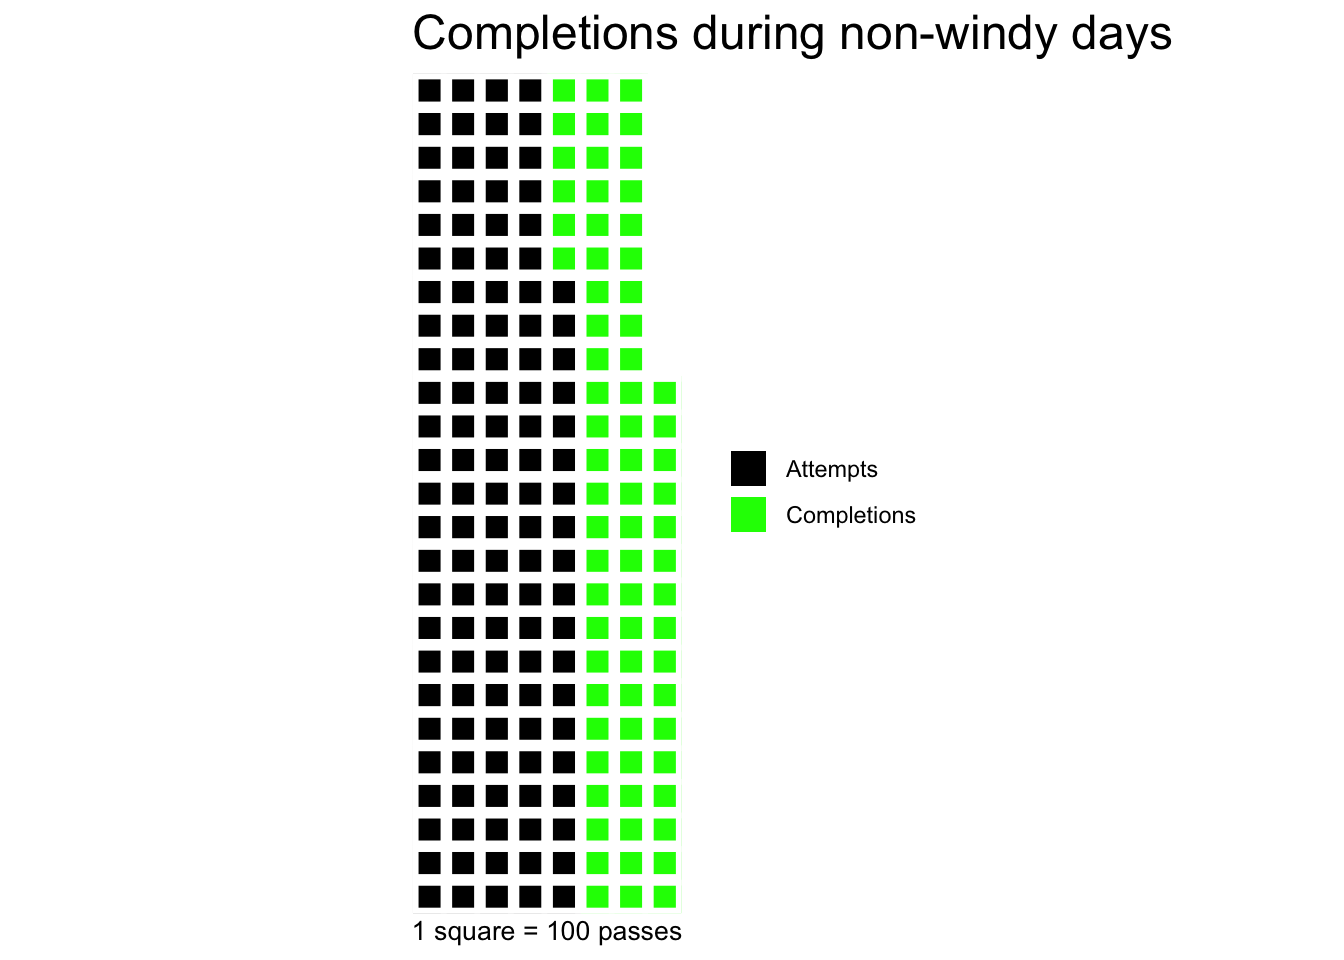 Completions during non-windy days
Attempts
Completions
1 square = 100 passes